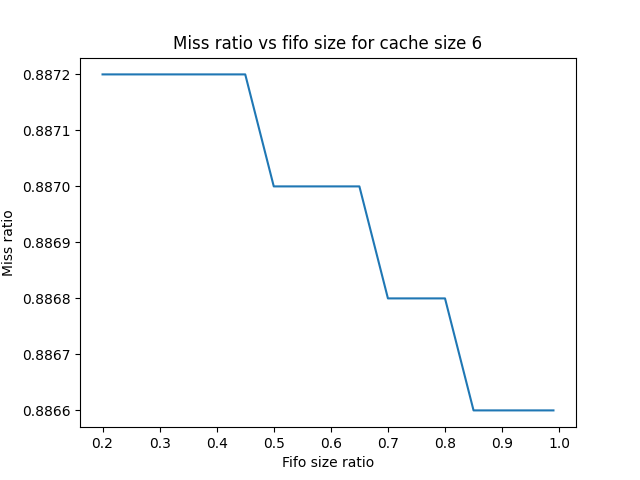 Miss ratio vs fifo size for cache size 6
0.8872
0.8871
0.8870
0.8869
0.8868
0.8867
0.8866
Miss ratio
0.2 0.3 0.4 0.5 0.6 0.7 0.8 0.9 1.0
Fifo size ratio